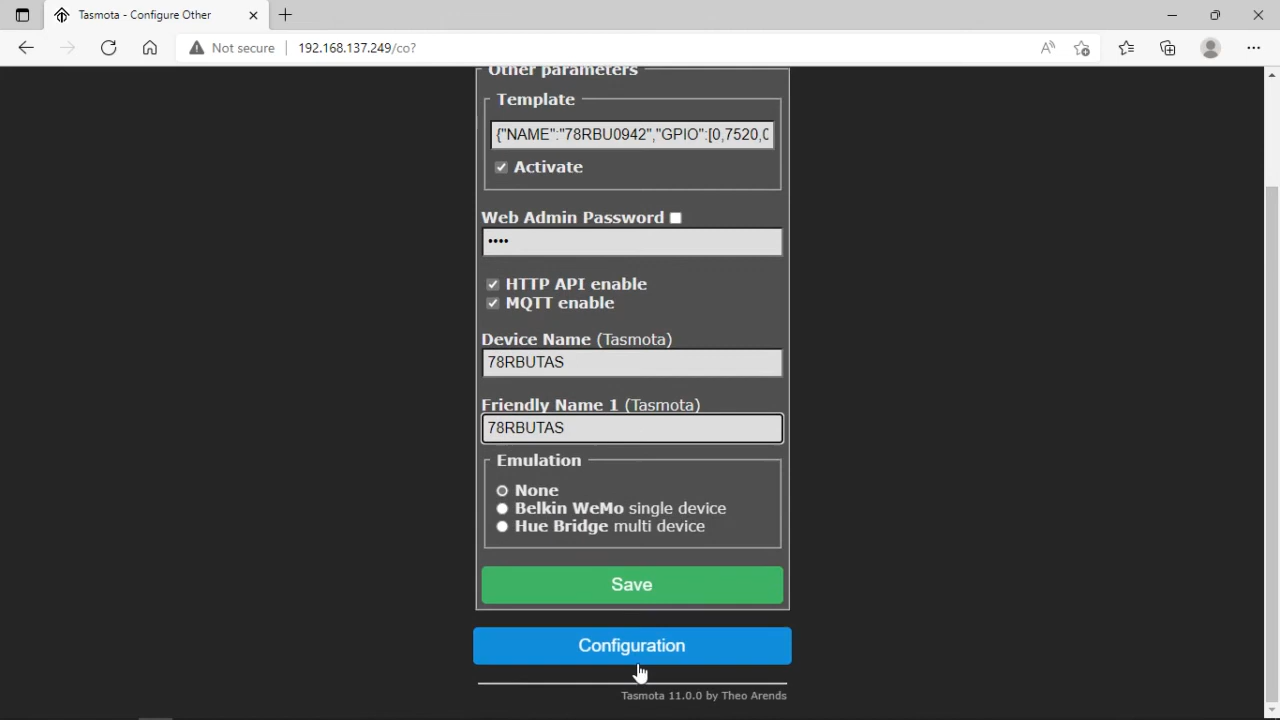 Tasmota - Configure Other
Not secure
192.168.137.249/co?
Other parameters
Template
{"NAME":"78RBU0942","GPIO":[0,7520,0
Activate
Web Admin Password
••••
HTTP API enable
MQTT enable
Device Name (Tasmota)
78RBUTAS
Friendly Name 1 (Tasmota)
78RBUTAS
Emulation
None
Belkin WeMo single device
Hue Bridge multi device
Save
Configuration
Tasmota 11.0.0 by Theo Arends